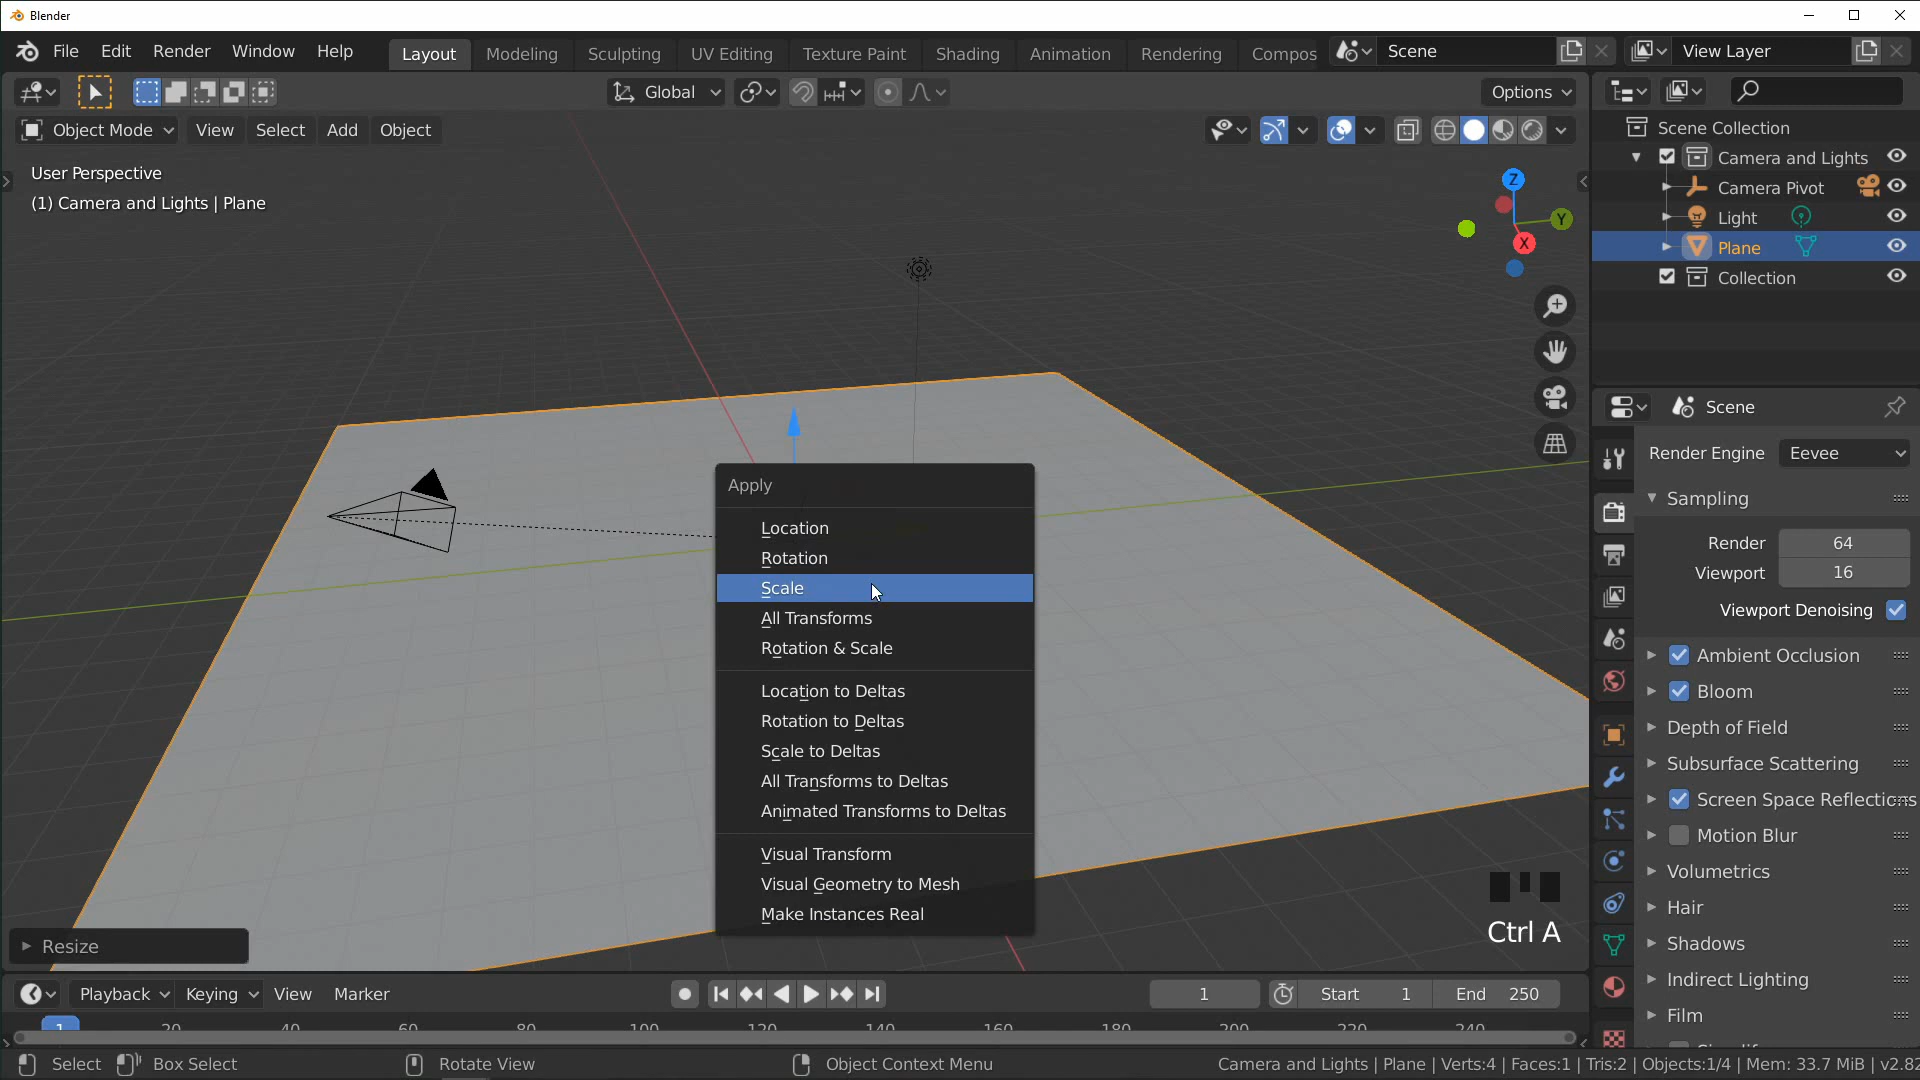 Blender
File Edit Render Window Help
Layout Modeling Sculpting UV Editing Texture Paint Shading Animation Rendering Compos
Scene
View Layer
Global
Options
Object Mode View Select Add Object
User Perspective
(1) Camera and Lights | Plane
Z
Y
X
Scene Collection
Camera and Lights
Camera Pivot
Light
Plane
Collection
Scene
Render Engine Eevee
Sampling
Render 64
Viewport 16
Viewport Denoising
Ambient Occlusion
Bloom
Depth of Field
Subsurface Scattering
Screen Space Reflections
Motion Blur
Volumetrics
Hair
Shadows
Indirect Lighting
Film
Apply
Location
Rotation
Scale
All Transforms
Rotation & Scale
Location to Deltas
Rotation to Deltas
Scale to Deltas
All Transforms to Deltas
Animated Transforms to Deltas
Visual Transform
Visual Geometry to Mesh
Make Instances Real
Ctrl A
Resize
Playback Keying View Marker
1 Start 1 End 250
1 20 40 60 80 100 120 140 160 180 200 220 240
Select Box Select Rotate View Object Context Menu
Camera and Lights | Plane | Verts:4 | Faces:1 | Tris:2 | Objects:1/4 | Mem: 33.7 MiB | v2.82